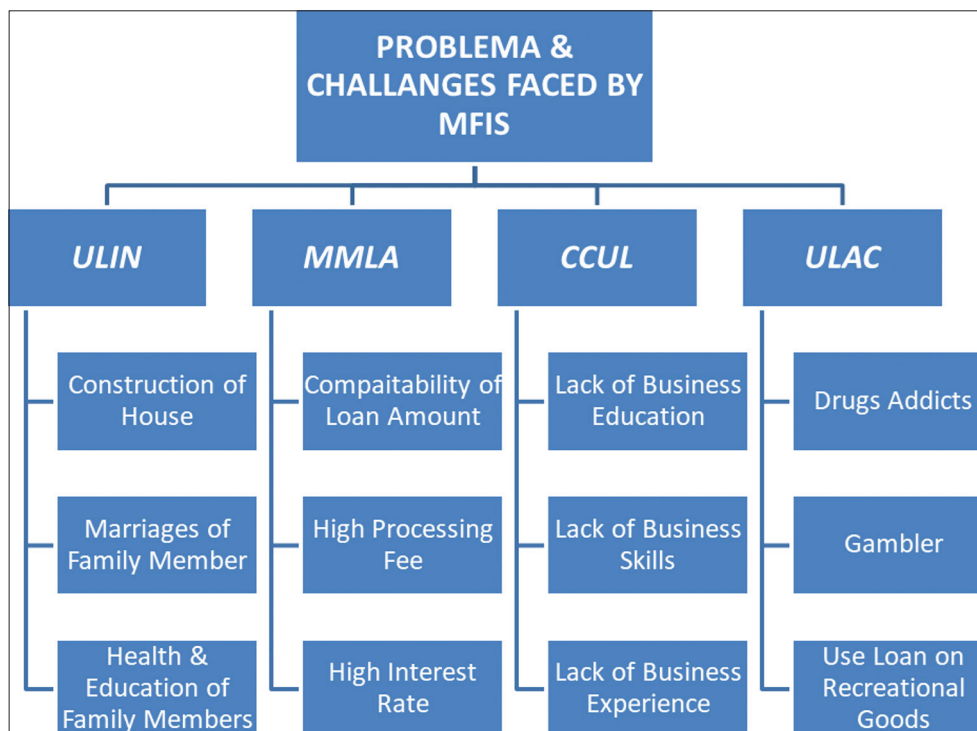 PROBLEMA &
CHALLANGES FACED BY
MFIS
ULIN
MMLA
CCUL
ULAC
Construction of
House
Compaitability of
Loan Amount
Lack of Business
Education
Drugs Addicts
Marriages of
Family Member
High Processing
Fee
Lack of Business
Skills
Gambler
Health &
Education of
Family Members
High Interest
Rate
Lack of Business
Experience
Use Loan on
Recreational
Goods